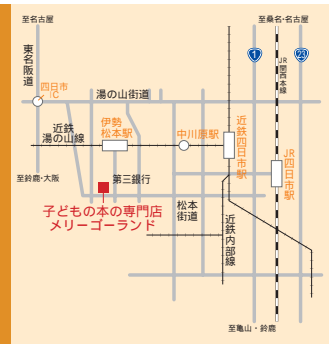 至名古屋
至桑名・名古屋
東名阪道
1
23
JR関西本線
四日市IC
湯の山街道
近鉄
湯の山線
伊勢
松本駅
中川原駅
近鉄四日市駅
JR四日市駅
至鈴鹿・大阪
第三銀行
子どもの本の専門店
メリーゴーランド
松本
街道
近鉄内部線
至亀山・鈴鹿